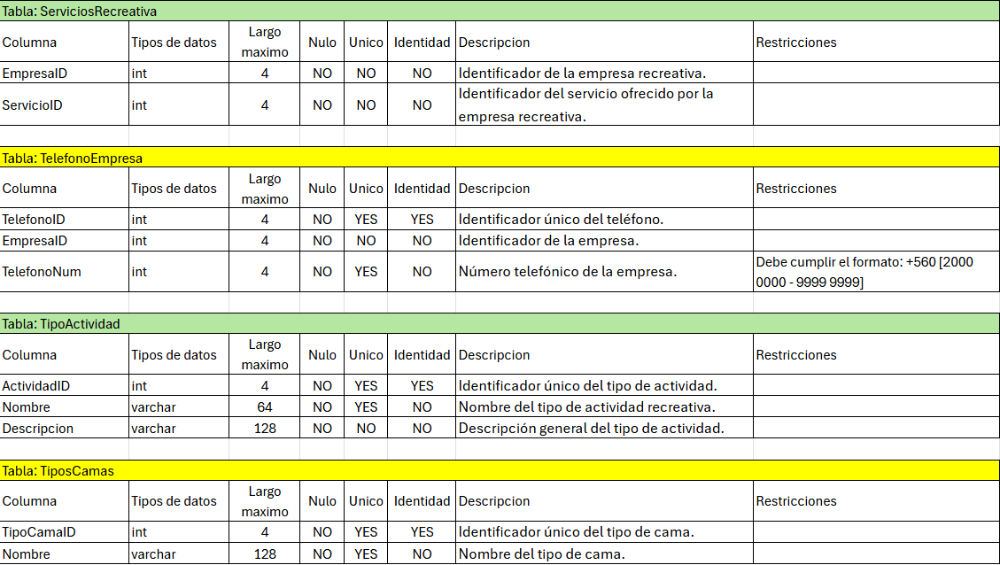 Tabla: ServiciosRecreativa
Columna Tipos de datos Largo maximo Nulo Unico Identidad Descripcion Restricciones
EmpresaID int 4 NO NO NO Identificador de la empresa recreativa.
ServicioID int 4 NO NO NO Identificador del servicio ofrecido por la empresa recreativa.
Tabla: TelefonoEmpresa
Columna Tipos de datos Largo maximo Nulo Unico Identidad Descripcion Restricciones
TelefonoID int 4 NO YES YES Identificador único del teléfono.
EmpresaID int 4 NO NO NO Identificador de la empresa.
TelefonoNum int 4 NO YES NO Número telefónico de la empresa. Debe cumplir el formato: +560 [2000 0000 - 9999 9999]
Tabla: TipoActividad
Columna Tipos de datos Largo maximo Nulo Unico Identidad Descripcion Restricciones
ActividadID int 4 NO YES YES Identificador único del tipo de actividad.
Nombre varchar 64 NO YES NO Nombre del tipo de actividad recreativa.
Descripcion varchar 128 NO NO NO Descripción general del tipo de actividad.
Tabla: TiposCamas
Columna Tipos de datos Largo maximo Nulo Unico Identidad Descripcion Restricciones
TipoCamaID int 4 NO YES YES Identificador único del tipo de cama.
Nombre varchar 128 NO YES NO Nombre del tipo de cama.